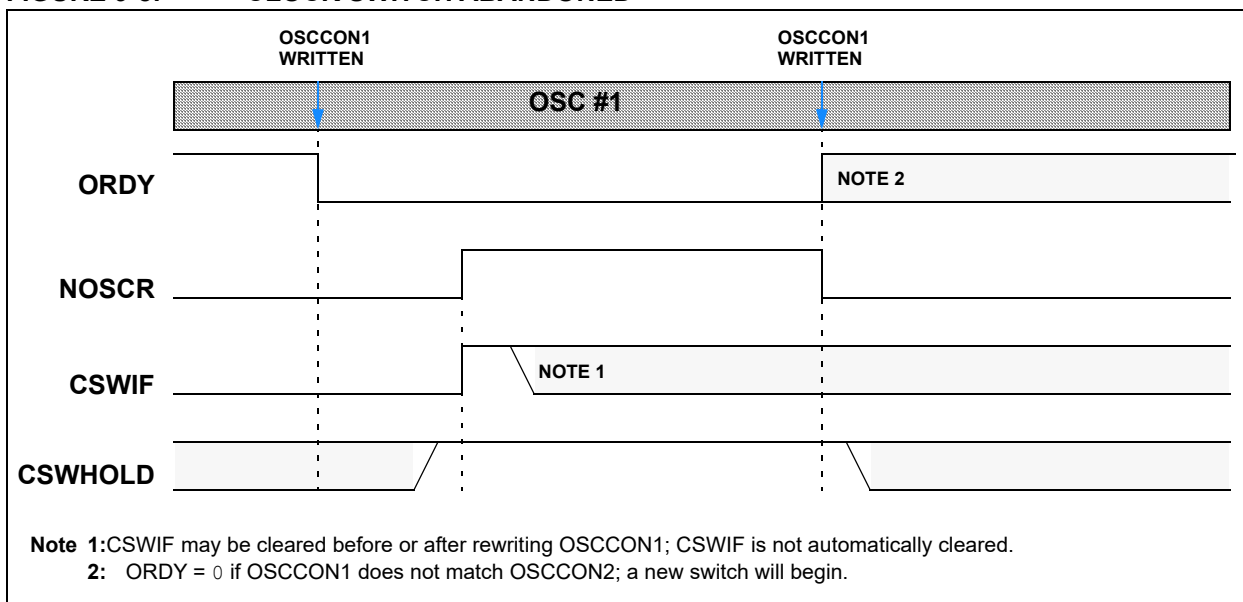 OSCCON1 OSCCON1
WRITTEN WRITTEN
OSC #1
ORDY
NOTE 2
NOSCR
CSWIF
NOTE 1
CSWHOLD
Note 1:CSWIF may be cleared before or after rewriting OSCCON1; CSWIF is not automatically cleared.
2: ORDY = 0 if OSCCON1 does not match OSCCON2; a new switch will begin.